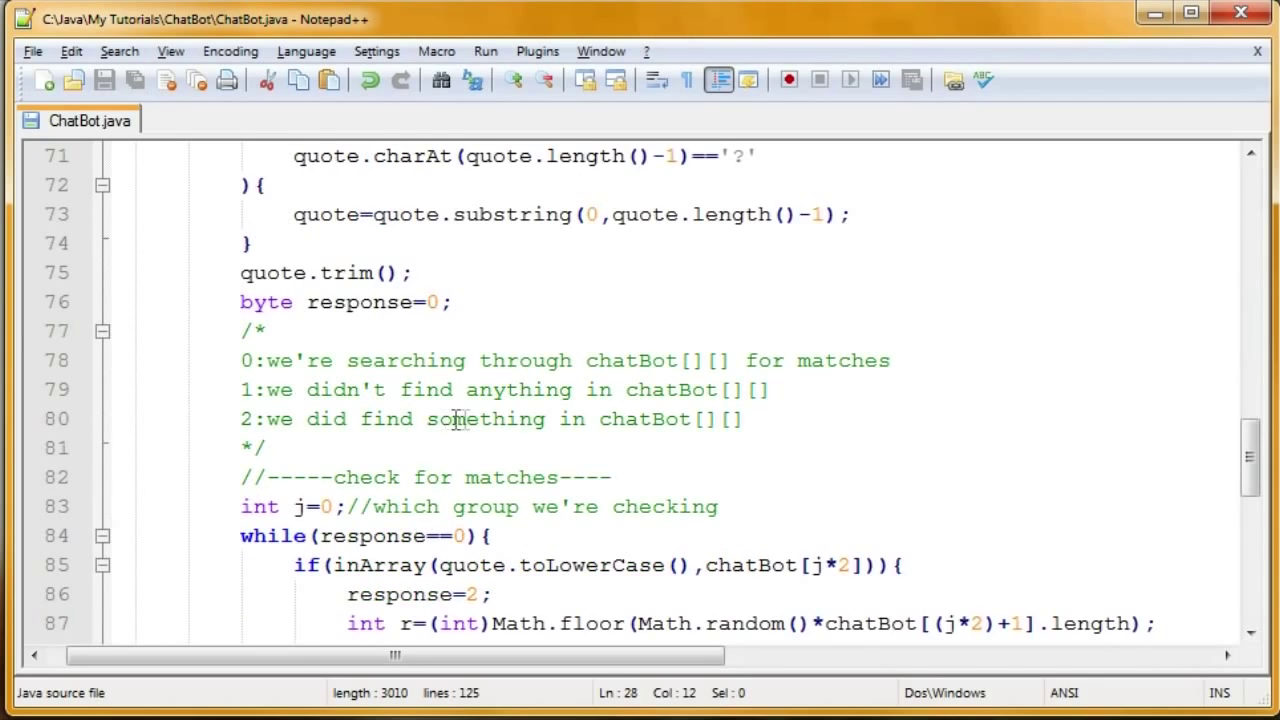 C:\Java\My Tutorials\ChatBot\ChatBot.java - Notepad++
File Edit Search View Encoding Language Settings Macro Run Plugins Window ? X
ABC
ChatBot.java
71 quote.charAt(quote.length()-1)=='?'
72 ){
73 quote=quote.substring(0,quote.length()-1);
74 }
75 quote.trim();
76 byte response=0;
77 /*
78 0:we're searching through chatBot[][] for matches
79 1:we didn't find anything in chatBot[][]
80 2:we did find something in chatBot[][]
81 */
82 //-----check for matches----
83 int j=0;//which group we're checking
84 while(response==0){
85 if(inArray(quote.toLowerCase(),chatBot[j*2])){
86 response=2;
87 int r=(int)Math.floor(Math.random()*chatBot[(j*2)+1].length);
Java source file length : 3010 lines : 125 Ln : 28 Col : 12 Sel : 0 Dos\Windows ANSI INS